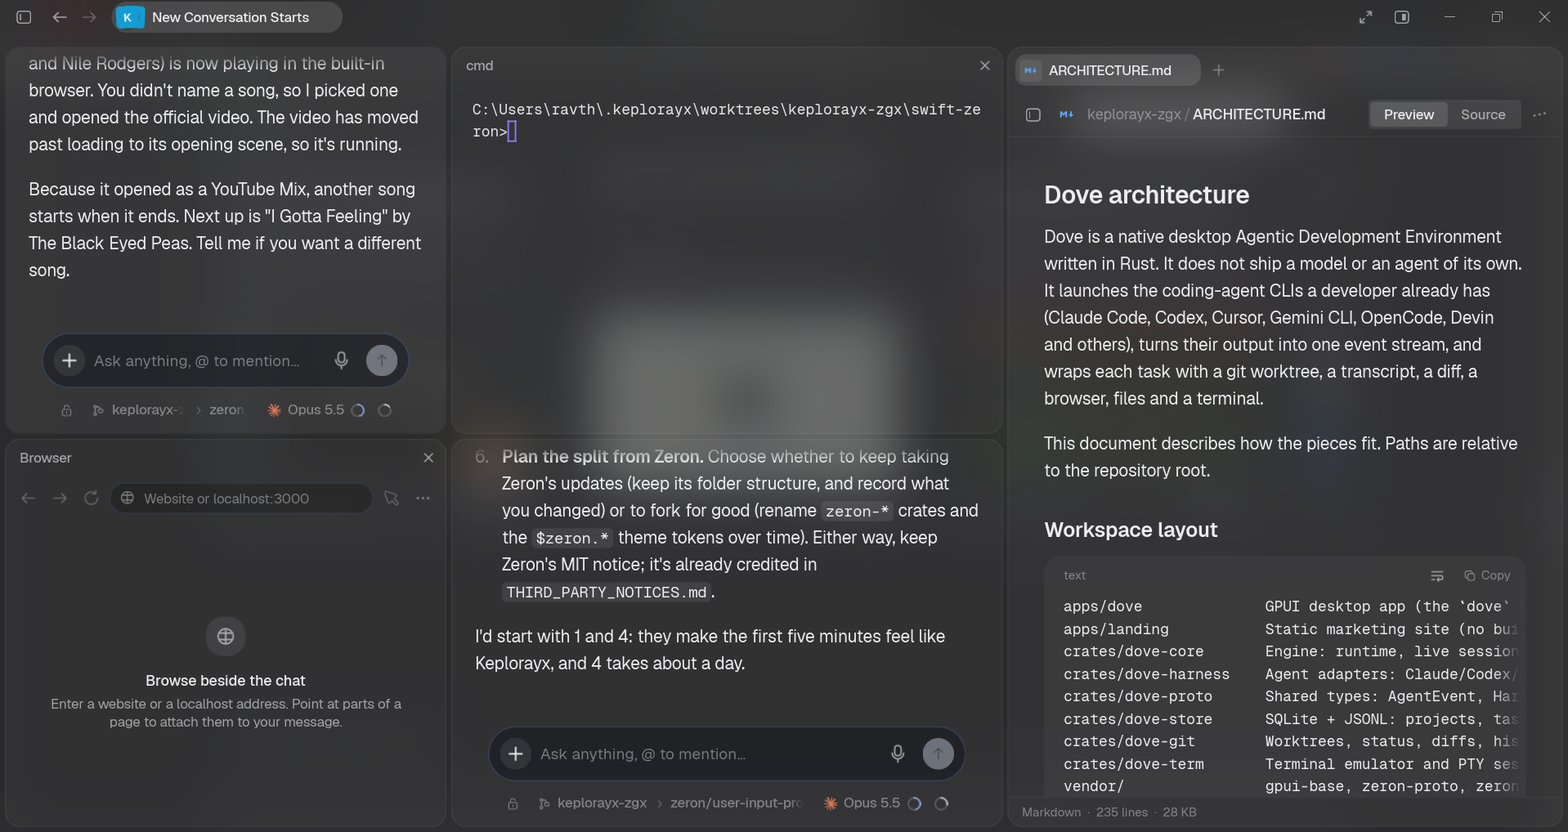 K New Conversation Starts
and Nile Rodgers) is now playing in the built-in
browser. You didn't name a song, so I picked one
and opened the official video. The video has moved
past loading to its opening scene, so it's running.
Because it opened as a YouTube Mix, another song
starts when it ends. Next up is "I Gotta Feeling" by
The Black Eyed Peas. Tell me if you want a different
song.
Ask anything, @ to mention...
keplorayx-
zeron
Opus 5.5
Browser
Website or localhost:3000
Browse beside the chat
Enter a website or a localhost address. Point at parts of a
page to attach them to your message.
cmd
C:\Users\ravth\.keplorayx\worktrees\keplorayx-zgx\swift-ze
ron>
6. Plan the split from Zeron. Choose whether to keep taking
Zeron's updates (keep its folder structure, and record what
you changed) or to fork for good (rename zeron-* crates and
the $zeron.* theme tokens over time). Either way, keep
Zeron's MIT notice; it's already credited in
THIRD_PARTY_NOTICES.md.
I'd start with 1 and 4: they make the first five minutes feel like
Keplorayx, and 4 takes about a day.
Ask anything, @ to mention...
keplorayx-zgx > zeron/user-input-pro
Opus 5.5
M↓ ARCHITECTURE.md
M↓ keplorayx-zgx / ARCHITECTURE.md
Preview Source
Dove architecture
Dove is a native desktop Agentic Development Environment
written in Rust. It does not ship a model or an agent of its own.
It launches the coding-agent CLIs a developer already has
(Claude Code, Codex, Cursor, Gemini CLI, OpenCode, Devin
and others), turns their output into one event stream, and
wraps each task with a git worktree, a transcript, a diff, a
browser, files and a terminal.
This document describes how the pieces fit. Paths are relative
to the repository root.
Workspace layout
text Copy
apps/dove GPUI desktop app (the `dove`
apps/landing Static marketing site (no bui
crates/dove-core Engine: runtime, live session
crates/dove-harness Agent adapters: Claude/Codex/
crates/dove-proto Shared types: AgentEvent, Har
crates/dove-store SQLite + JSONL: projects, tas
crates/dove-git Worktrees, status, diffs, his
crates/dove-term Terminal emulator and PTY ses
vendor/ gpui-base, zeron-proto, zeron
Markdown · 235 lines · 28 KB